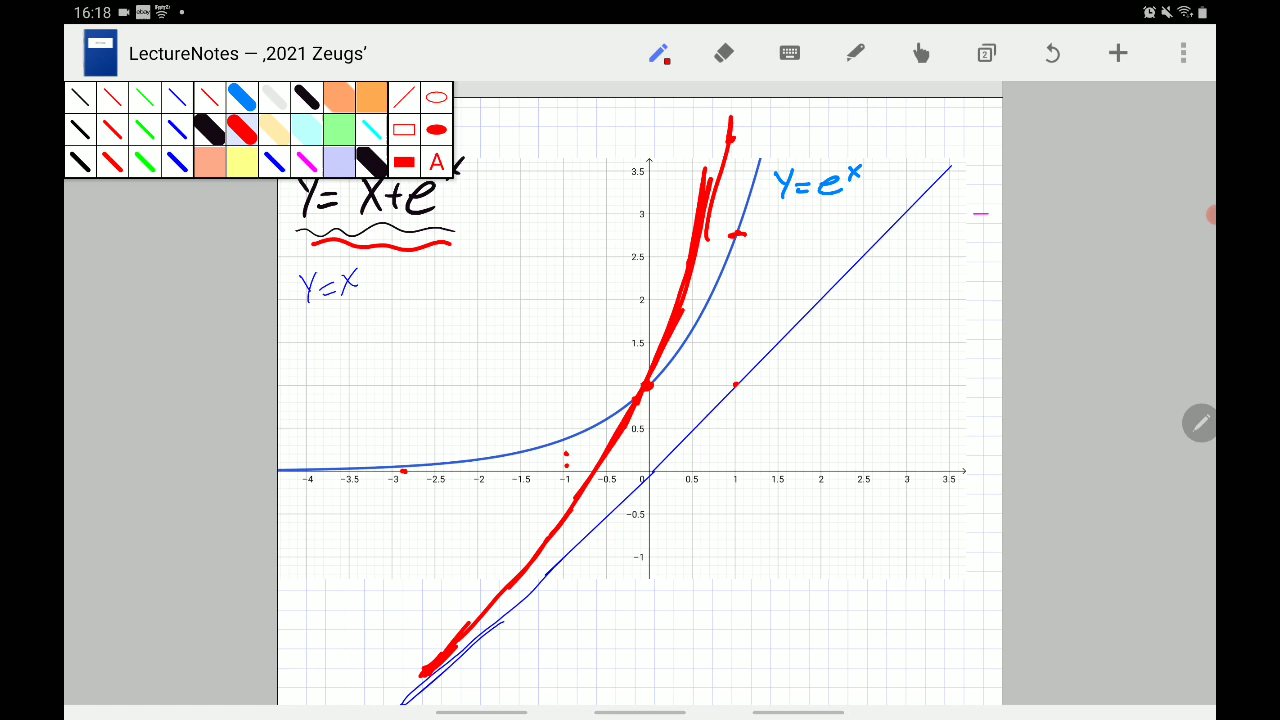 16:18
ebay
LectureNotes — ‚2021 Zeugs’
2
A
Y= X+e^x
Y=X
Y=e^x
3.5
3
2.5
2
1.5
0.5
−4 −3.5 −3 −2.5 −2 −1.5 −1 −0.5 0 0.5 1 1.5 2 2.5 3 3.5
−0.5
−1